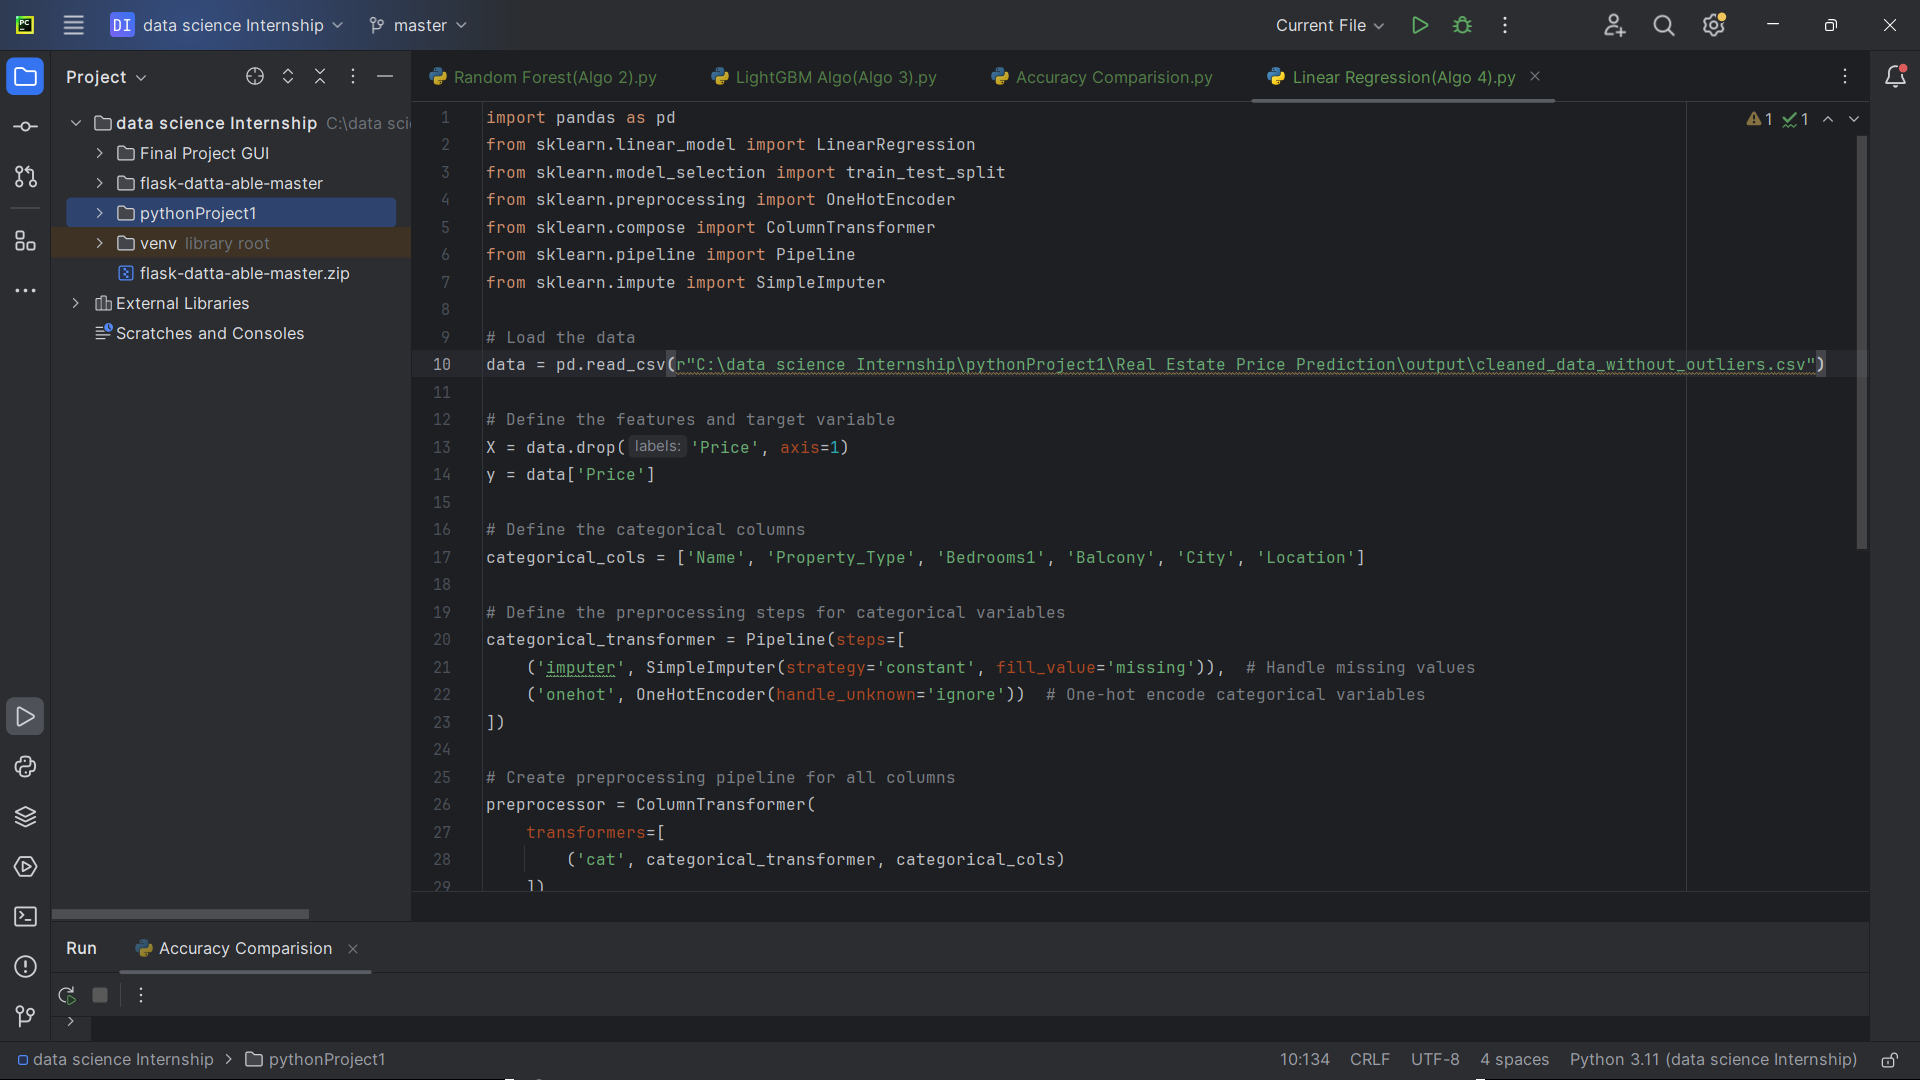 PC
DI data science Internship
master
Current File
Project
Random Forest(Algo 2).py
LightGBM Algo(Algo 3).py
Accuracy Comparision.py
Linear Regression(Algo 4).py
data science Internship C:\data sci
Final Project GUI
flask-datta-able-master
pythonProject1
venv library root
flask-datta-able-master.zip
External Libraries
Scratches and Consoles
1 1
1 import pandas as pd
2 from sklearn.linear_model import LinearRegression
3 from sklearn.model_selection import train_test_split
4 from sklearn.preprocessing import OneHotEncoder
5 from sklearn.compose import ColumnTransformer
6 from sklearn.pipeline import Pipeline
7 from sklearn.impute import SimpleImputer
8
9 # Load the data
10 data = pd.read_csv(r"C:\data science Internship\pythonProject1\Real Estate Price Prediction\output\cleaned_data_without_outliers.csv")
11
12 # Define the features and target variable
13 X = data.drop( labels: 'Price', axis=1)
14 y = data['Price']
15
16 # Define the categorical columns
17 categorical_cols = ['Name', 'Property_Type', 'Bedrooms1', 'Balcony', 'City', 'Location']
18
19 # Define the preprocessing steps for categorical variables
20 categorical_transformer = Pipeline(steps=[
21     ('imputer', SimpleImputer(strategy='constant', fill_value='missing')),  # Handle missing values
22     ('onehot', OneHotEncoder(handle_unknown='ignore'))  # One-hot encode categorical variables
23 ])
24
25 # Create preprocessing pipeline for all columns
26 preprocessor = ColumnTransformer(
27     transformers=[
28         ('cat', categorical_transformer, categorical_cols)
29     ])
Run
Accuracy Comparision
data science Internship > pythonProject1
10:134 CRLF UTF-8 4 spaces Python 3.11 (data science Internship)